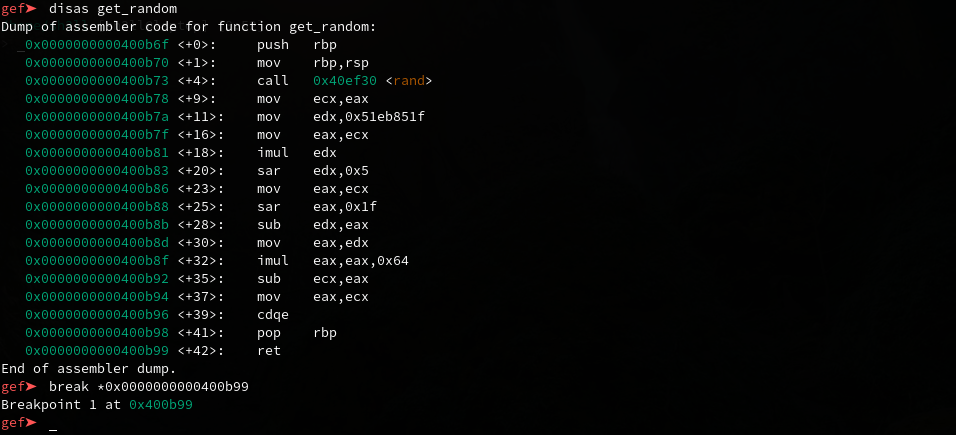 gef➤  disas get_random
Dump of assembler code for function get_random:
   0x0000000000400b6f <+0>:	push   rbp
   0x0000000000400b70 <+1>:	mov    rbp,rsp
   0x0000000000400b73 <+4>:	call   0x40ef30 <rand>
   0x0000000000400b78 <+9>:	mov    ecx,eax
   0x0000000000400b7a <+11>:	mov    edx,0x51eb851f
   0x0000000000400b7f <+16>:	mov    eax,ecx
   0x0000000000400b81 <+18>:	imul   edx
   0x0000000000400b83 <+20>:	sar    edx,0x5
   0x0000000000400b86 <+23>:	mov    eax,ecx
   0x0000000000400b88 <+25>:	sar    eax,0x1f
   0x0000000000400b8b <+28>:	sub    edx,eax
   0x0000000000400b8d <+30>:	mov    eax,edx
   0x0000000000400b8f <+32>:	imul   eax,eax,0x64
   0x0000000000400b92 <+35>:	sub    ecx,eax
   0x0000000000400b94 <+37>:	mov    eax,ecx
   0x0000000000400b96 <+39>:	cdqe
   0x0000000000400b98 <+41>:	pop    rbp
   0x0000000000400b99 <+42>:	ret
End of assembler dump.
gef➤  break *0x0000000000400b99
Breakpoint 1 at 0x400b99
gef➤  _